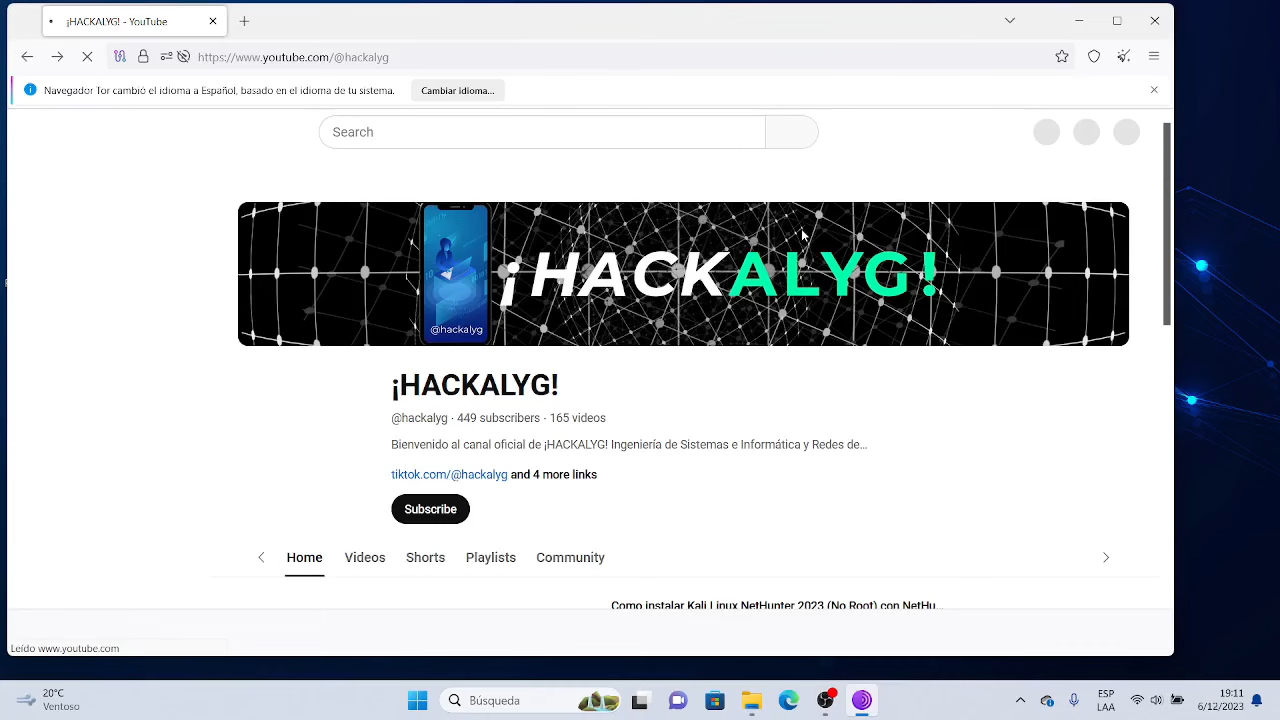 ¡HACKALYG! - YouTube
https://www.youtube.com/@hackalyg
Navegador Tor cambió el idioma a Español, basado en el idioma de tu sistema.
Cambiar idioma...
Search
¡HACKALYG!
@hackalyg
¡HACKALYG!
@hackalyg · 449 subscribers · 165 videos
Bienvenido al canal oficial de ¡HACKALYG! Ingeniería de Sistemas e Informática y Redes de...
tiktok.com/@hackalyg and 4 more links
Subscribe
Home Videos Shorts Playlists Community
Como instalar Kali Linux NetHunter 2023 (No Root) con NetHu...
Leído www.youtube.com
20°C
Ventoso
Búsqueda
ESP
LAA
19:11
6/12/2023